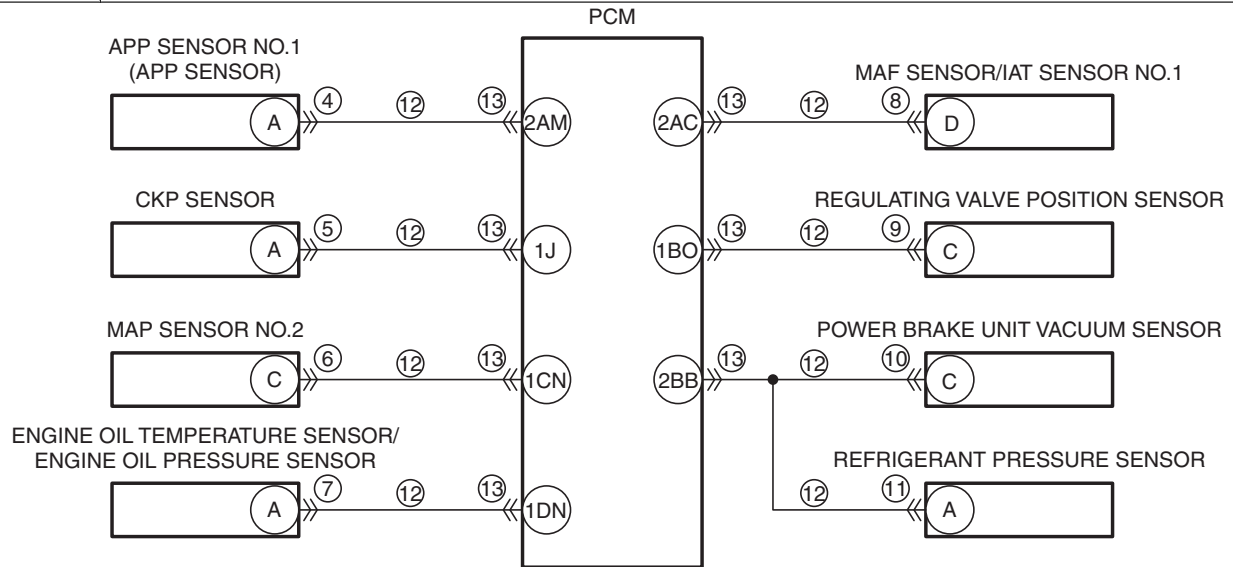 PCM
APP SENSOR NO.1
(APP SENSOR)
A
4
12
13
2AM
CKP SENSOR
A
5
12
13
1J
MAP SENSOR NO.2
C
6
12
13
1CN
ENGINE OIL TEMPERATURE SENSOR/
ENGINE OIL PRESSURE SENSOR
A
7
12
13
1DN
MAF SENSOR/IAT SENSOR NO.1
2AC
13
12
8
D
REGULATING VALVE POSITION SENSOR
1BO
13
12
9
C
POWER BRAKE UNIT VACUUM SENSOR
2BB
13
12
10
C
REFRIGERANT PRESSURE SENSOR
12
11
A